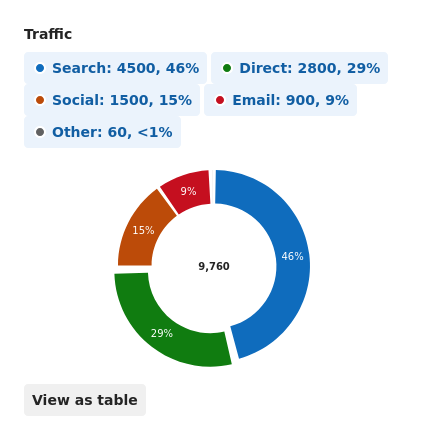 Traffic
Search: 4500, 46% Direct: 2800, 29%
Social: 1500, 15% Email: 900, 9%
Other: 60, <1%
9%
15%
46%
9,760
29%
View as table